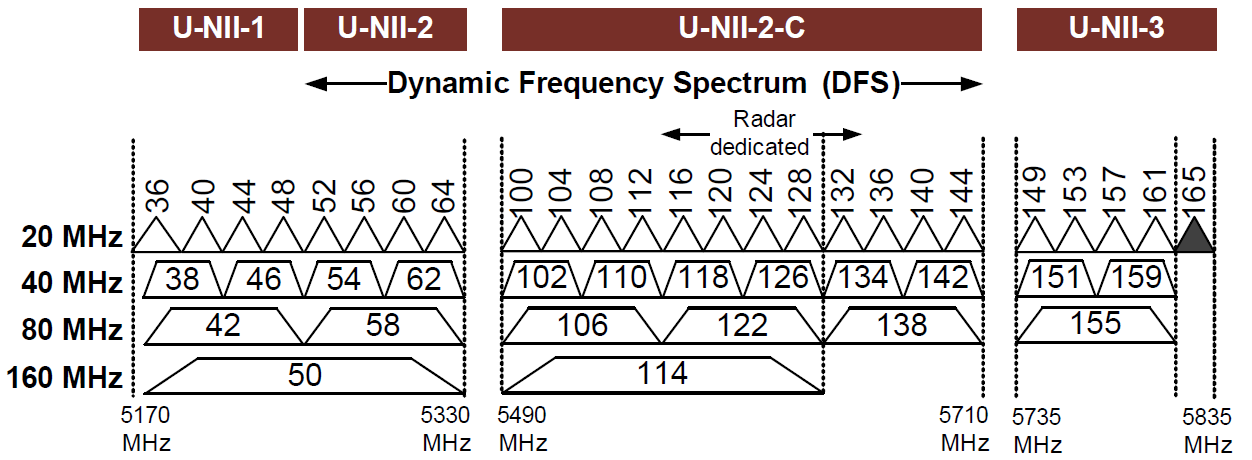 U-NII-1 U-NII-2 U-NII-2-C U-NII-3
Dynamic Frequency Spectrum (DFS)
Radar
dedicated
36 40 44 48 52 56 60 64 100 104 108 112 116 120 124 128 132 136 140 144 149 153 157 161 165
20 MHz
40 MHz 38 46 54 62 102 110 118 126 134 142 151 159
80 MHz 42 58 106 122 138 155
160 MHz 50 114
5170 5330 5490 5710 5735 5835
MHz MHz MHz MHz MHz MHz